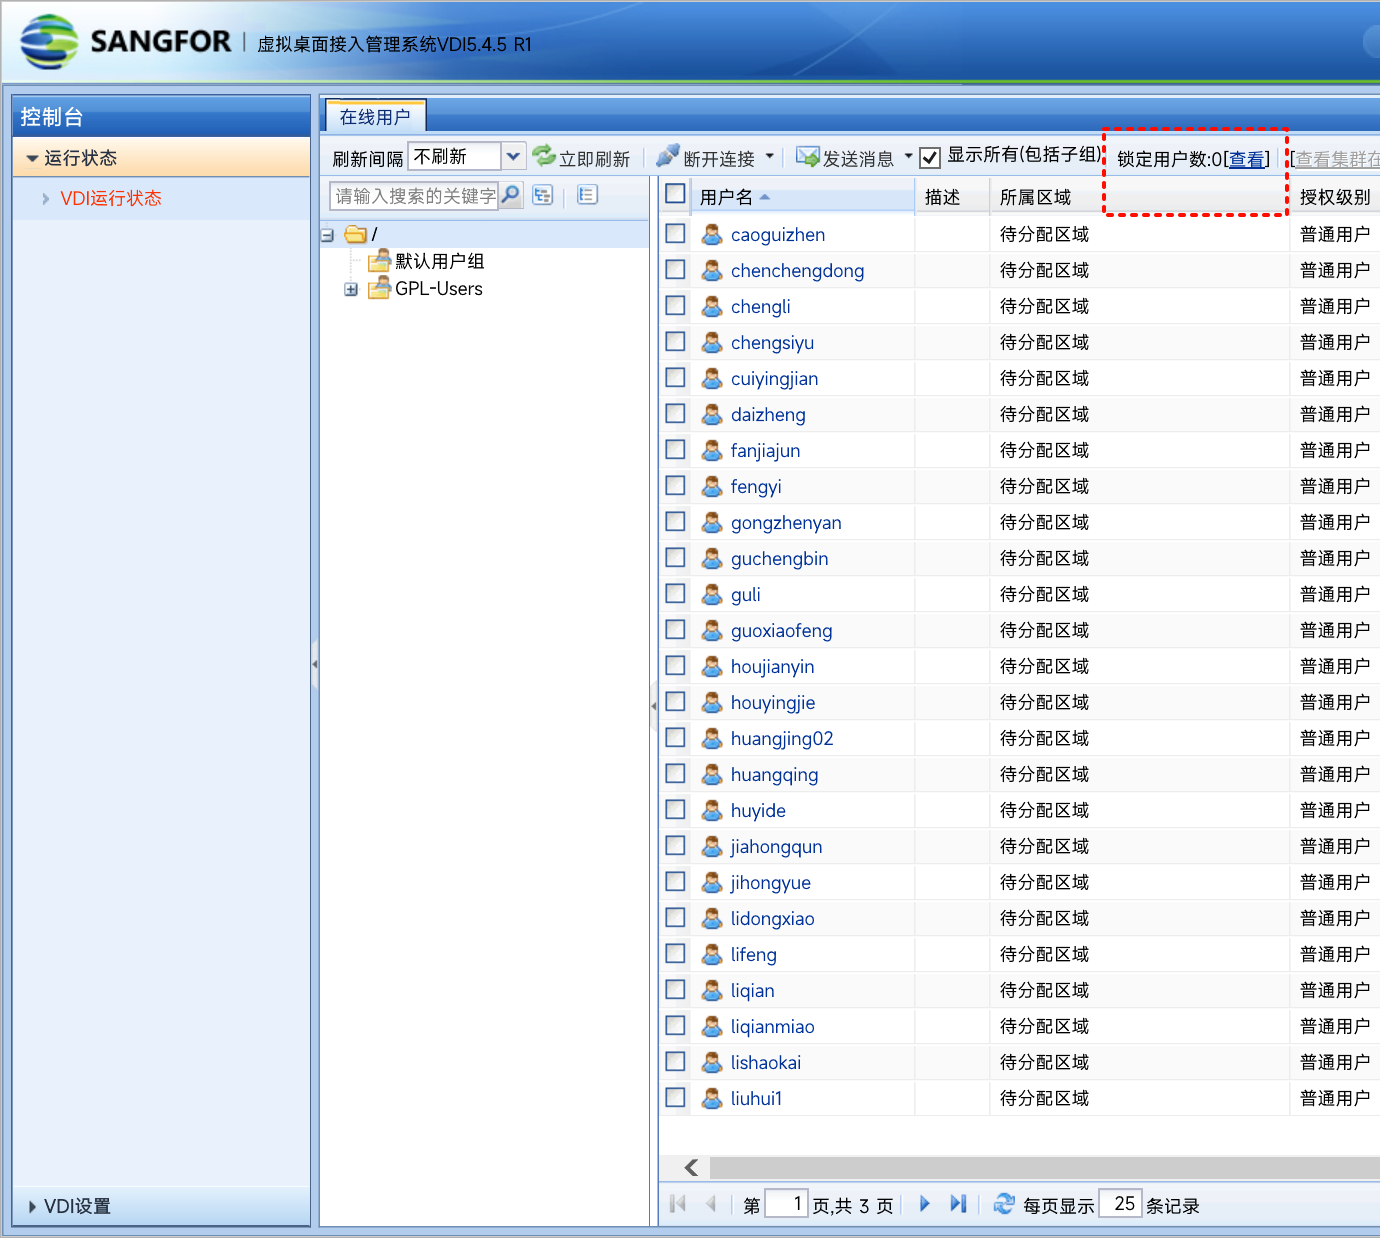 SANGFOR | 虚拟桌面接入管理系统VDI5.4.5 R1
控制台
运行状态
VDI运行状态
VDI设置
在线用户
刷新间隔 不刷新 立即刷新 断开连接 发送消息 显示所有(包括子组) 锁定用户数:0[查看] [查看集群在
请输入搜索的关键字
/
默认用户组
GPL-Users
用户名 描述 所属区域 授权级别
caoguizhen 待分配区域 普通用户
chenchengdong 待分配区域 普通用户
chengli 待分配区域 普通用户
chengsiyu 待分配区域 普通用户
cuiyingjian 待分配区域 普通用户
daizheng 待分配区域 普通用户
fanjiajun 待分配区域 普通用户
fengyi 待分配区域 普通用户
gongzhenyan 待分配区域 普通用户
guchengbin 待分配区域 普通用户
guli 待分配区域 普通用户
guoxiaofeng 待分配区域 普通用户
houjianyin 待分配区域 普通用户
houyingjie 待分配区域 普通用户
huangjing02 待分配区域 普通用户
huangqing 待分配区域 普通用户
huyide 待分配区域 普通用户
jiahongqun 待分配区域 普通用户
jihongyue 待分配区域 普通用户
lidongxiao 待分配区域 普通用户
lifeng 待分配区域 普通用户
liqian 待分配区域 普通用户
liqianmiao 待分配区域 普通用户
lishaokai 待分配区域 普通用户
liuhui1 待分配区域 普通用户
第 1 页,共 3 页 每页显示 25 条记录